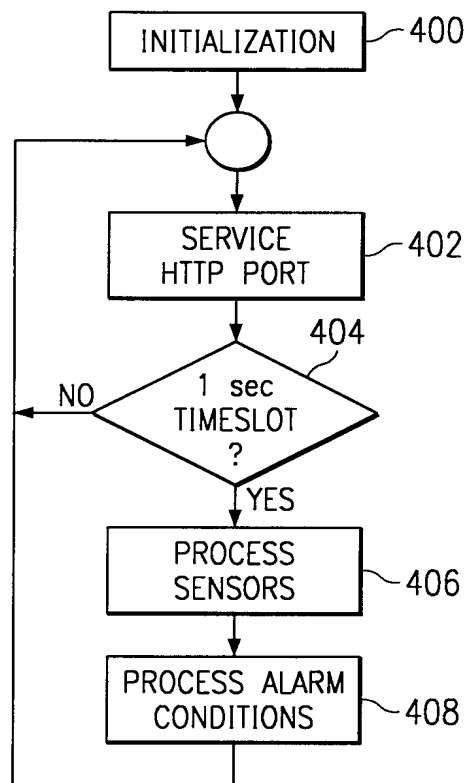 INITIALIZATION
400
SERVICE
HTTP PORT
402
404
1 sec
TIMESLOT
?
NO
YES
PROCESS
SENSORS
406
PROCESS ALARM
CONDITIONS
408